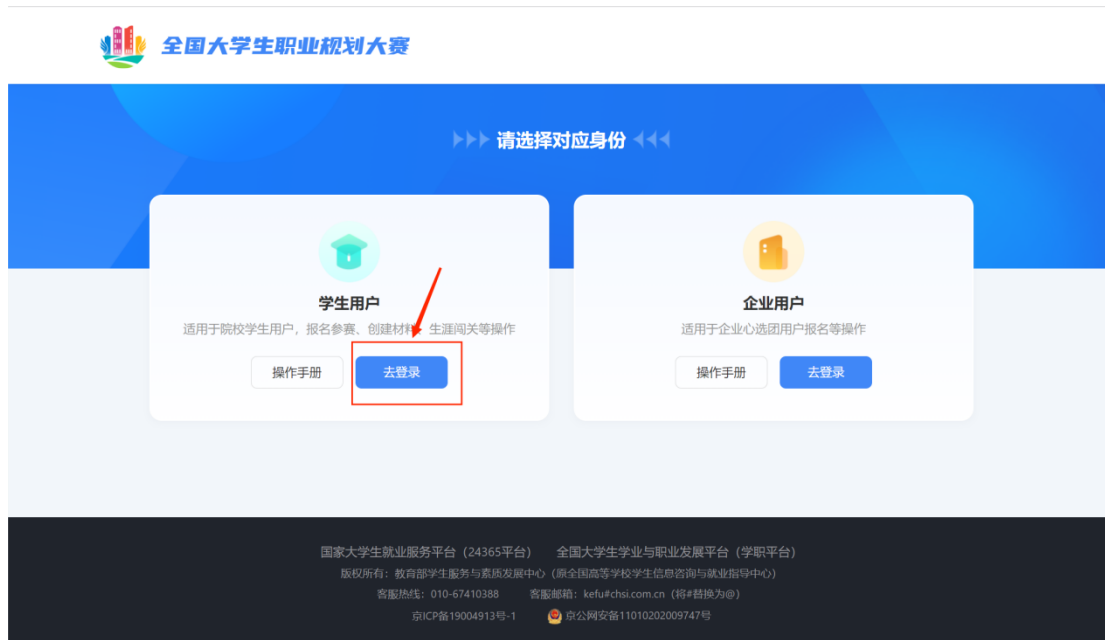 全国大学生职业规划大赛
请选择对应身份
学生用户
适用于院校学生用户，报名参赛、创建材料、生涯闯关等操作
操作手册
去登录
企业用户
适用于企业心选团用户报名等操作
操作手册
去登录
国家大学生就业服务平台（24365平台） 全国大学生学业与职业发展平台（学职平台）
版权所有：教育部学生服务与素质发展中心（原全国高等学校学生信息咨询与就业指导中心）
客服热线：010-67410388 客服邮箱：kefu#chsi.com.cn（将#替换为@）
京ICP备19004913号-1 京公网安备11010202009747号